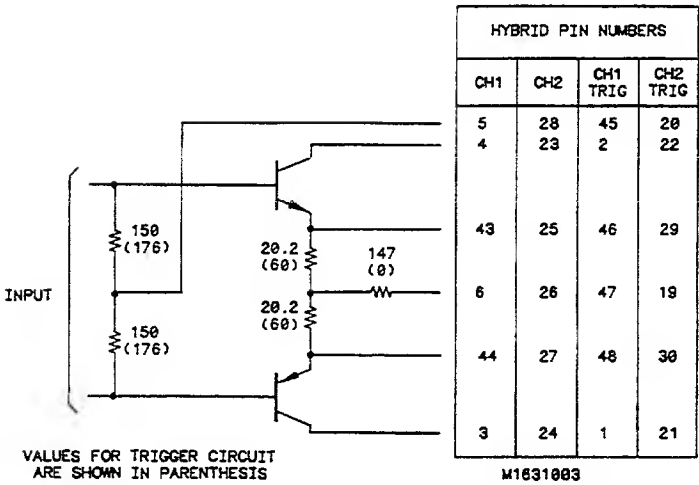 HYBRID PIN NUMBERS
CH1 CH2 CH1 TRIG CH2 TRIG
5 28 45 20
4 23 2 22
150
(176)
20.2
(60)
147
(0)
43 25 46 29
INPUT
6 26 47 19
150
(176)
20.2
(60)
44 27 48 30
3 24 1 21
VALUES FOR TRIGGER CIRCUIT
ARE SHOWN IN PARENTHESIS
M1631003